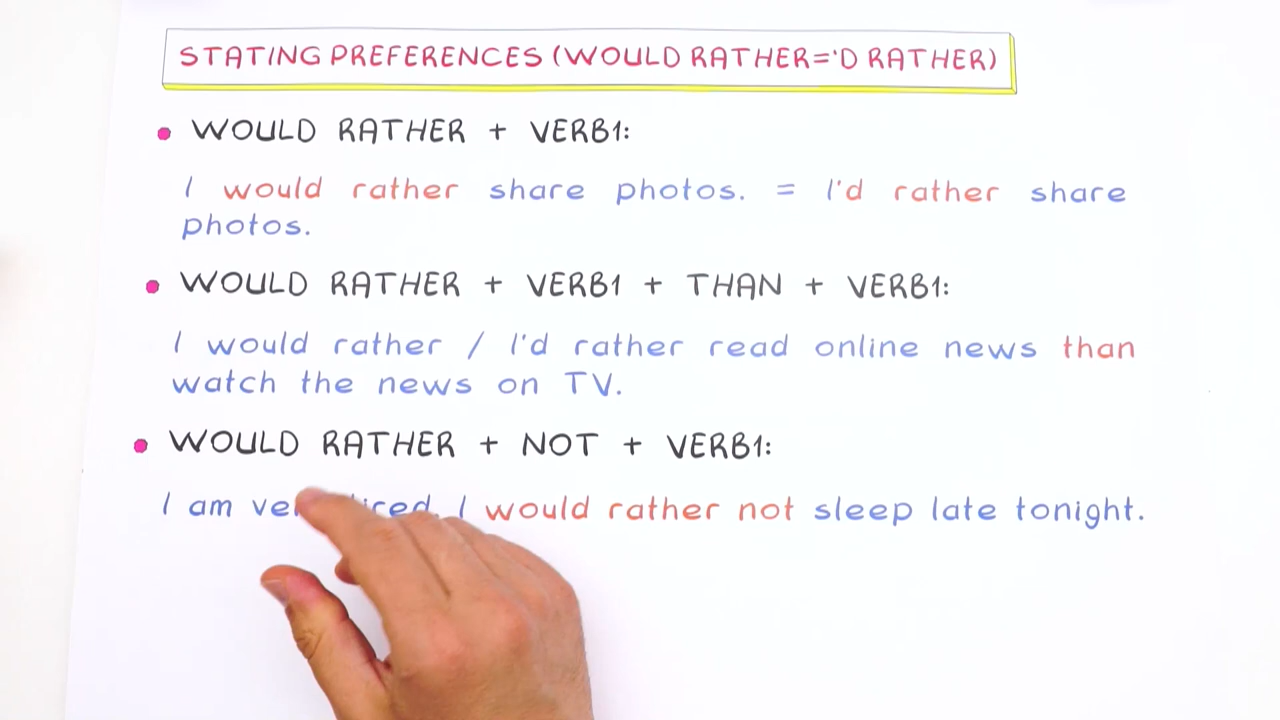 STATING PREFERENCES (WOULD RATHER='D RATHER)
• WOULD RATHER + VERB1:
I would rather share photos. = I'd rather share
photos.
• WOULD RATHER + VERB1 + THAN + VERB1:
I would rather / I'd rather read online news than
watch the news on TV.
• WOULD RATHER + NOT + VERB1:
I am I would rather not sleep late tonight.